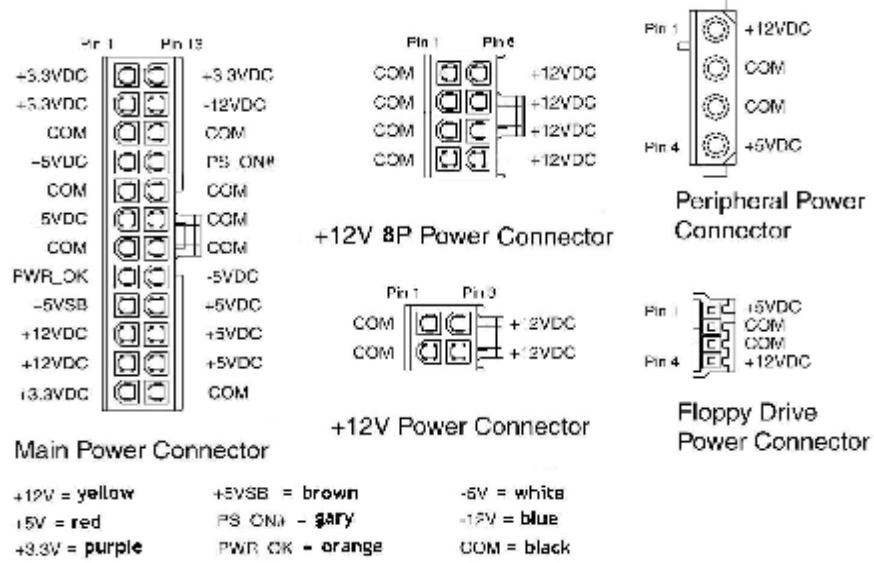 Pin 1 Pin 13
+3.3VDC +3.3VDC
+3.3VDC -12VDC
COM COM
+5VDC PS_ON#
COM COM
5VDC COM
COM COM
PWR_OK -5VDC
+5VSB +5VDC
+12VDC +5VDC
+12VDC +5VDC
+3.3VDC COM
Main Power Connector
Pin 1
COM +12VDC
COM +12VDC
COM +12VDC
COM +12VDC
+12V 8P Power Connector
Pin 1 Pin 3
COM +12VDC
COM +12VDC
+12V Power Connector
Pin 1 +12VDC
COM
COM
Pin 4 +5VDC
Peripheral Power
Connector
Pin 1 +5VDC
COM
COM
Pin 4 +12VDC
Floppy Drive
Power Connector
+12V = yellow +5VSB = brown -5V = white
+5V = red PS_ON# = gary -12V = blue
+3.3V = purple PWR_OK = orange COM = black